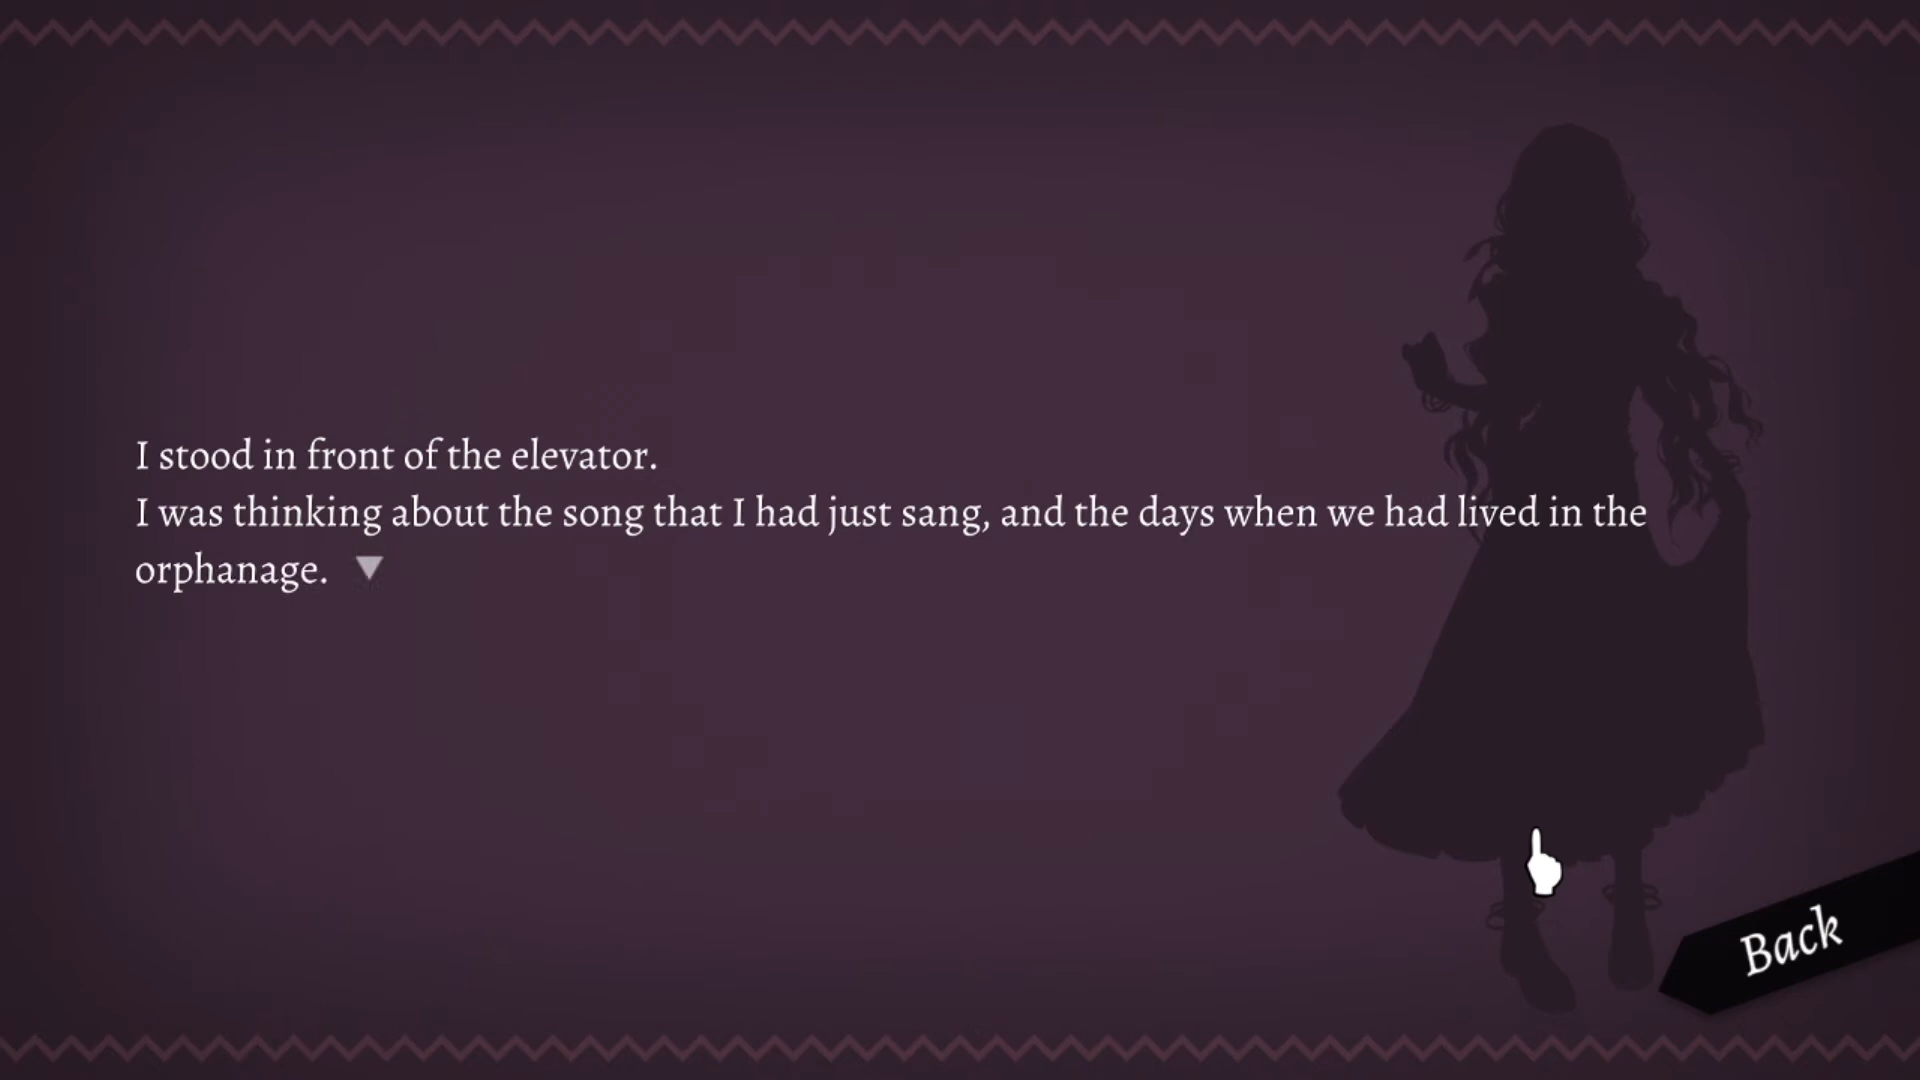 I stood in front of the elevator.
I was thinking about the song that I had just sang, and the days when we had lived in the
orphanage.
Back